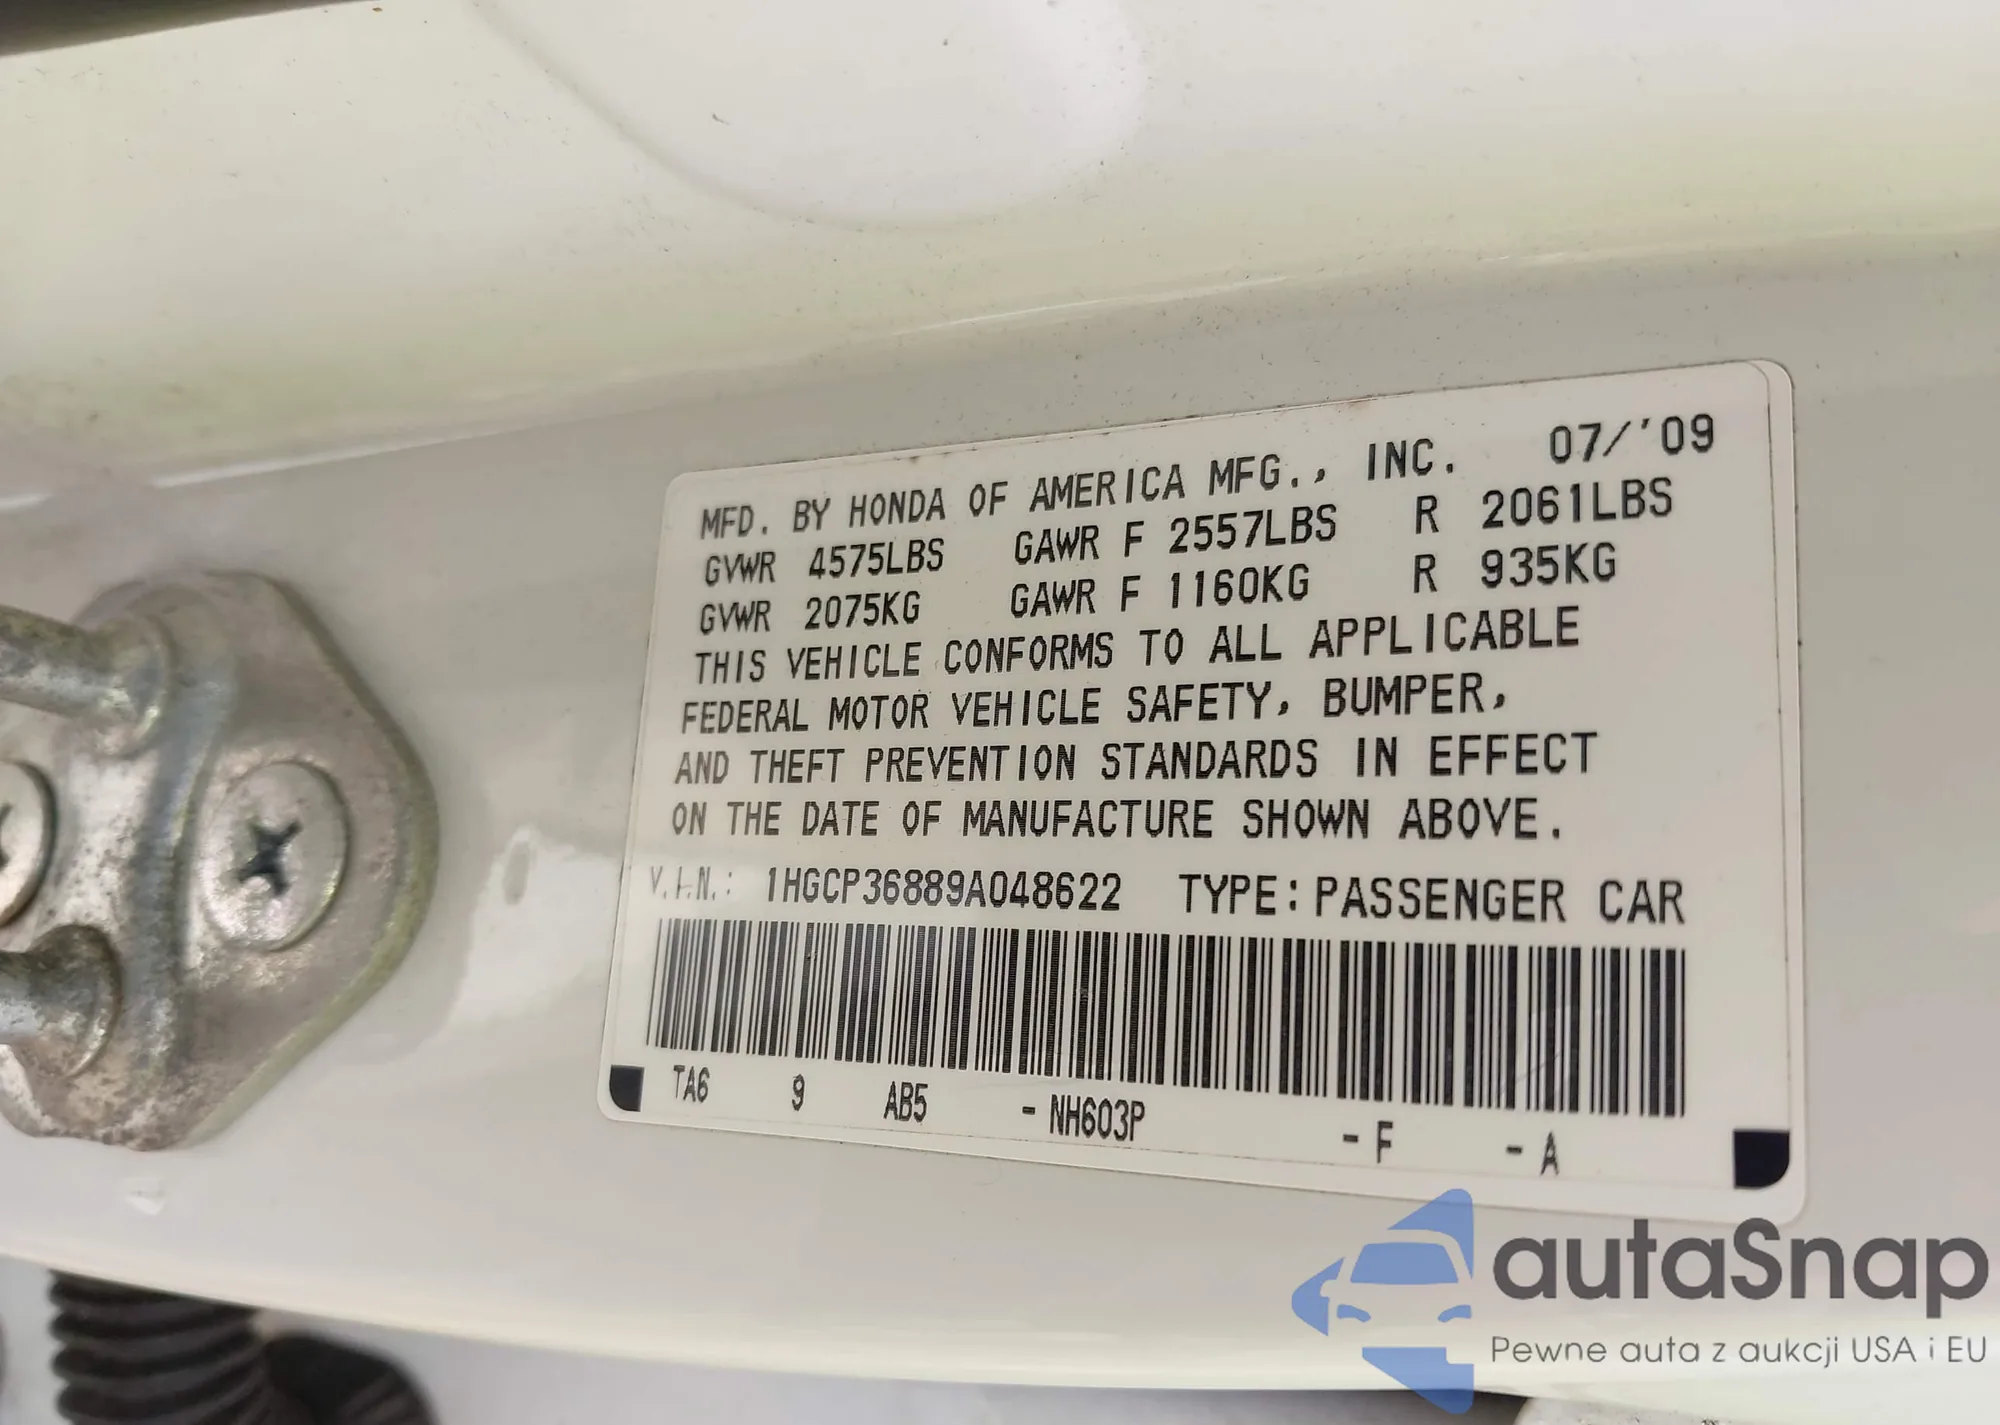 MFD. BY HONDA OF AMERICA MFG., INC. 07/'09
GVWR 4575LBS GAWR F 2557LBS R 2061LBS
GVWR 2075KG GAWR F 1160KG R 935KG
THIS VEHICLE CONFORMS TO ALL APPLICABLE
FEDERAL MOTOR VEHICLE SAFETY, BUMPER,
AND THEFT PREVENTION STANDARDS IN EFFECT
ON THE DATE OF MANUFACTURE SHOWN ABOVE.
V.I.N.: 1HGCP36889A048622 TYPE: PASSENGER CAR
TA6 9 AB5 - NH603P - F - A
autaSnap
Pewne auta z aukcji USA i EU